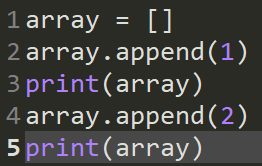 1 array = []
2 array.append(1)
3 print(array)
4 array.append(2)
5 print(array)